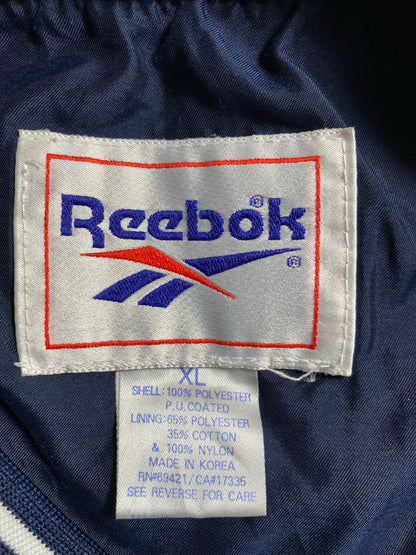 Reebok®
®
XL
SHELL: 100% POLYESTER
P.U. COATED
LINING: 65% POLYESTER
35% COTTON
& 100% NYLON
MADE IN KOREA
RN#69421/CA#17335
SEE REVERSE FOR CARE